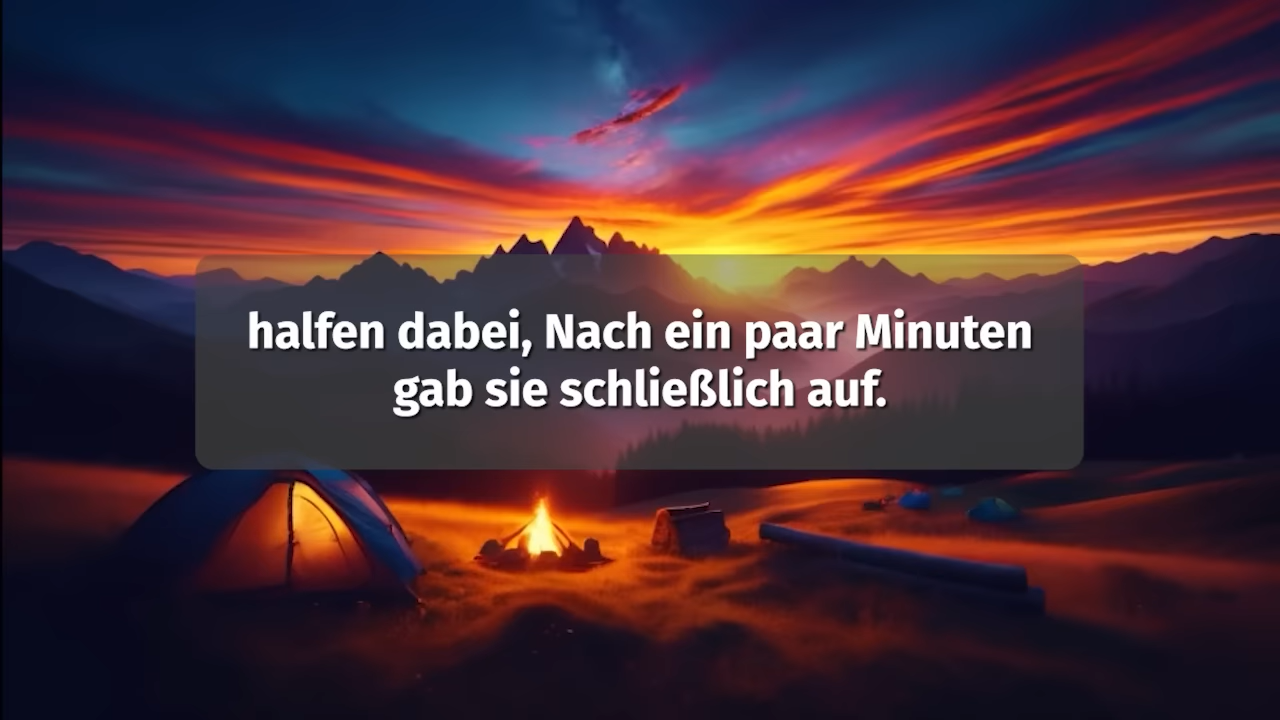 halfen dabei, Nach ein paar Minuten
gab sie schließlich auf.